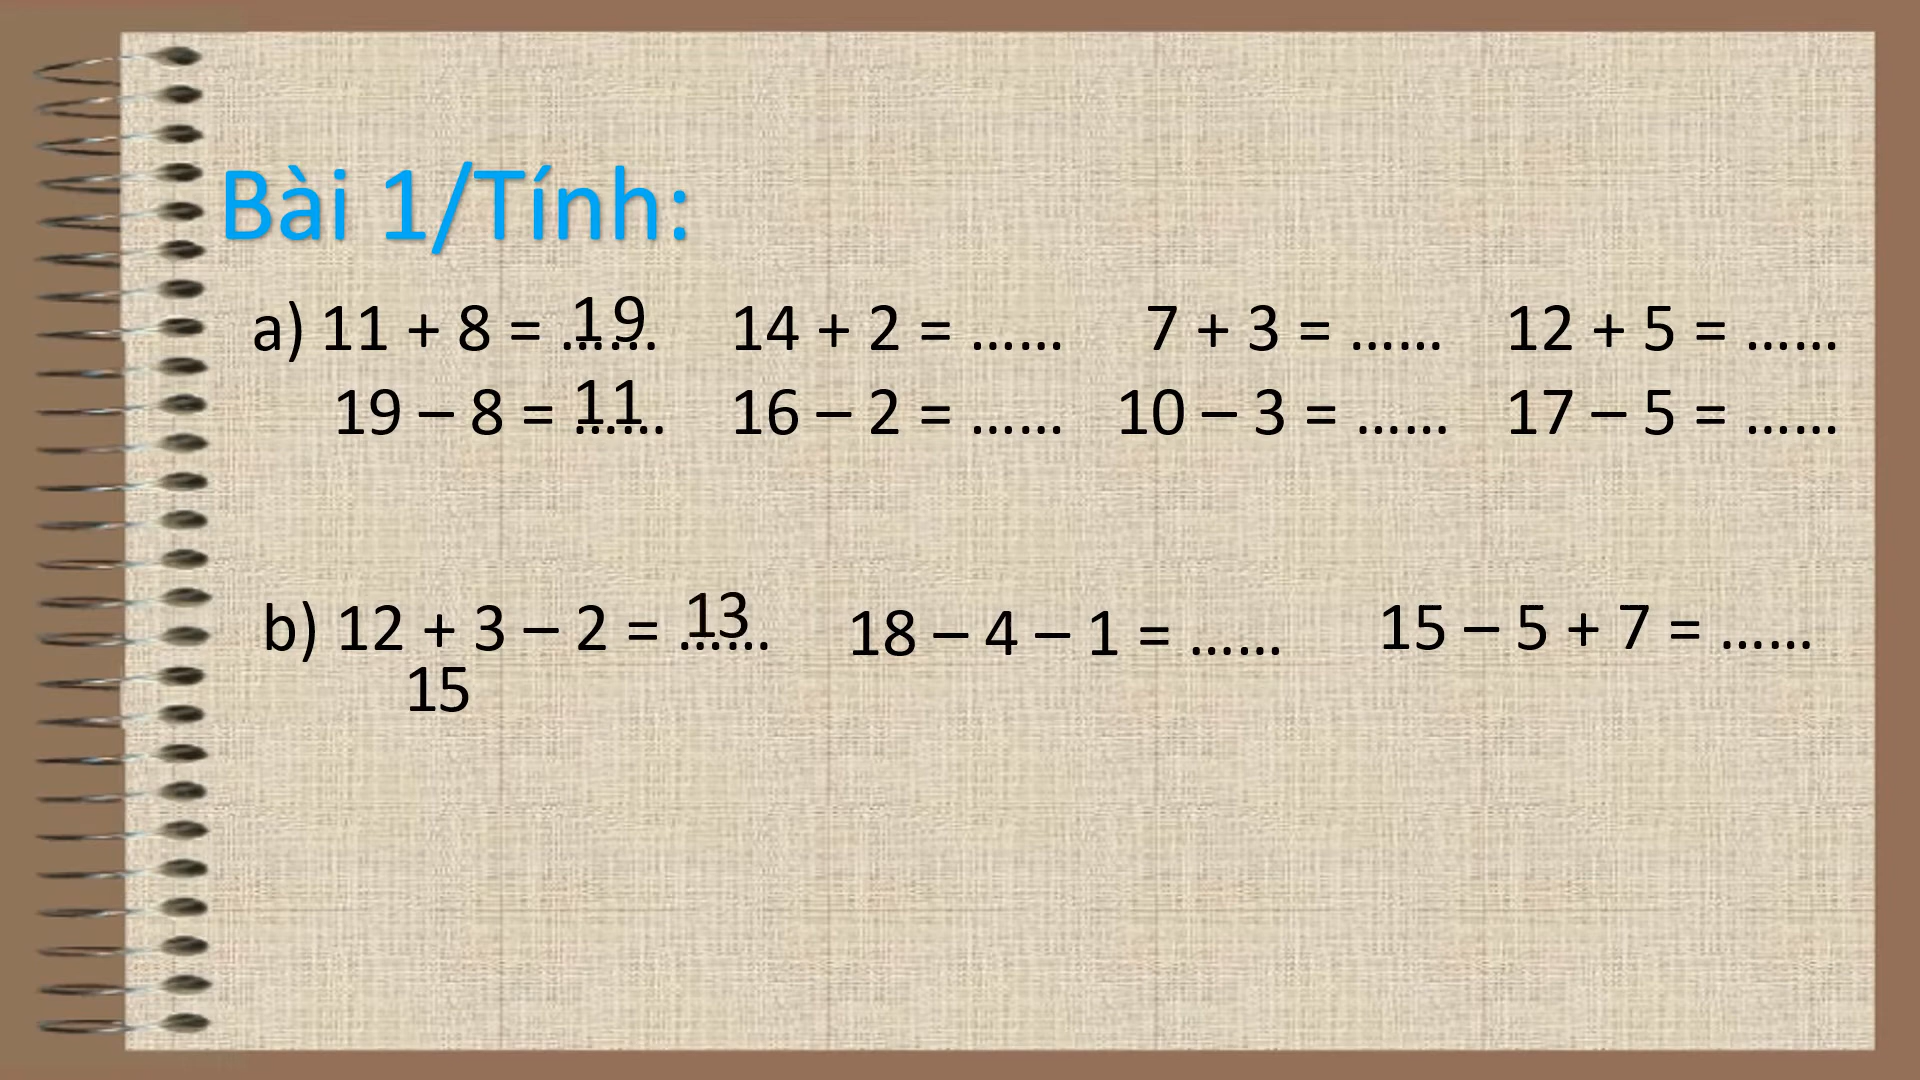 Bài 1/Tính:
a) 11 + 8 = ...... 19 14 + 2 = ...... 7 + 3 = ...... 12 + 5 = ......
19 – 8 = ...... 11 16 – 2 = ...... 10 – 3 = ...... 17 – 5 = ......
b) 12 + 3 – 2 = ...... 13 18 – 4 – 1 = ...... 15 – 5 + 7 = ......
15